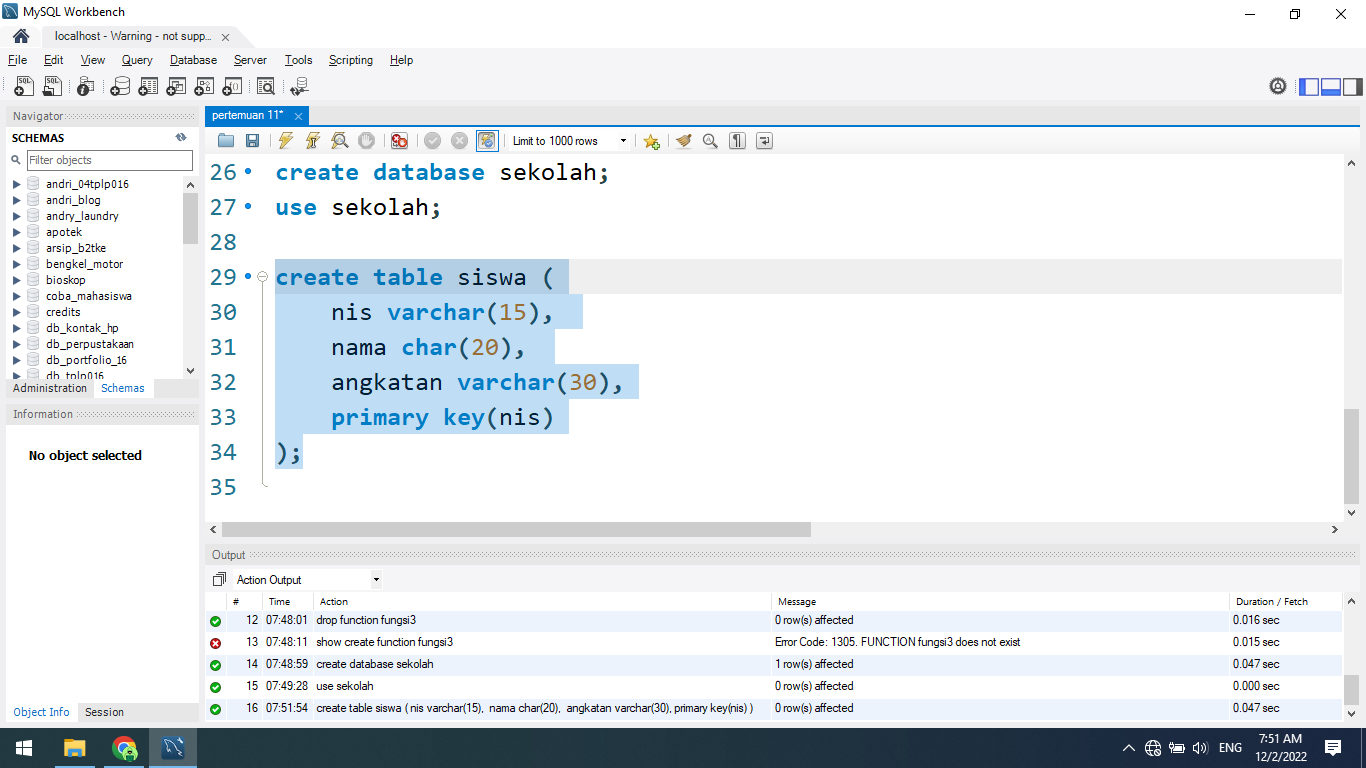 MySQL Workbench
localhost - Warning - not supp...
File Edit View Query Database Server Tools Scripting Help
Navigator
SCHEMAS
Filter objects
andri_04tplp016
andri_blog
andry_laundry
apotek
arsip_b2tke
bengkel_motor
bioskop
coba_mahasiswa
credits
db_kontak_hp
db_perpustakaan
db_portfolio_16
db_tplp016
Administration Schemas
Information
No object selected
Object Info Session
pertemuan 11*
Limit to 1000 rows
26 create database sekolah;
27 use sekolah;
28
29 create table siswa (
30 nis varchar(15),
31 nama char(20),
32 angkatan varchar(30),
33 primary key(nis)
34 );
35
Output
Action Output
# Time Action Message Duration / Fetch
12 07:48:01 drop function fungsi3 0 row(s) affected 0.016 sec
13 07:48:11 show create function fungsi3 Error Code: 1305. FUNCTION fungsi3 does not exist 0.015 sec
14 07:48:59 create database sekolah 1 row(s) affected 0.047 sec
15 07:49:28 use sekolah 0 row(s) affected 0.000 sec
16 07:51:54 create table siswa ( nis varchar(15), nama char(20), angkatan varchar(30), primary key(nis) ) 0 row(s) affected 0.047 sec
ENG
7:51 AM
12/2/2022